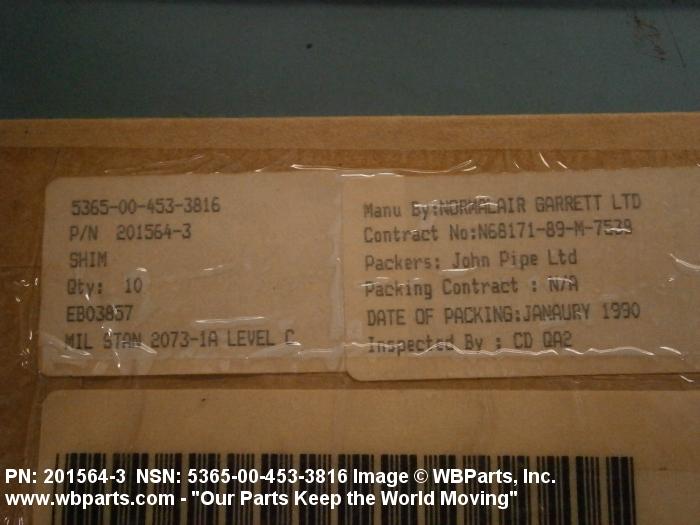 5365-00-453-3816
P/N 201564-3
SHIM
Qty: 10
EB03857
MIL STAN 2073-1A LEVEL C
Manu By:NORMALAIR GARRETT LTD
Contract No:N68171-89-M-7539
Packers: John Pipe Ltd
Packing Contract : N/A
DATE OF PACKING:JANAURY 1990
Inspected By : CD QA2
PN: 201564-3 NSN: 5365-00-453-3816 Image © WBParts, Inc.
www.wbparts.com - "Our Parts Keep the World Moving"